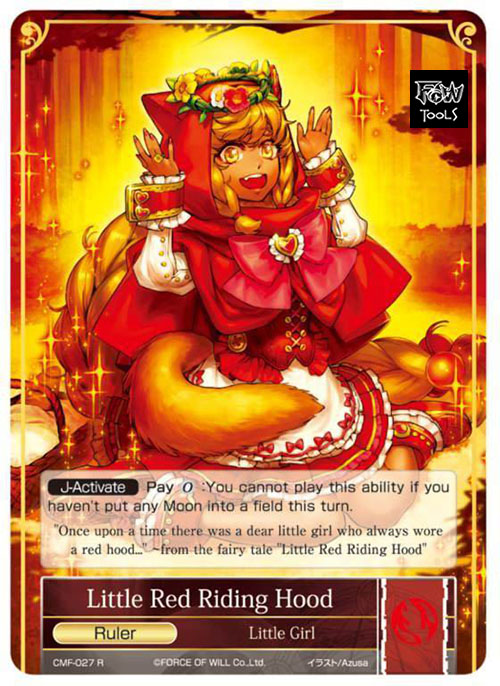 FOW
TOOLS
J-Activate Pay 0 :You cannot play this ability if you
haven't put any Moon into a field this turn.
"Once upon a time there was a dear little girl who always wore
a red hood..." ~from the fairy tale "Little Red Riding Hood"
Little Red Riding Hood
Ruler Little Girl
CMF-027 R ©FORCE OF WILL Co.,Ltd. イラスト/Azusa